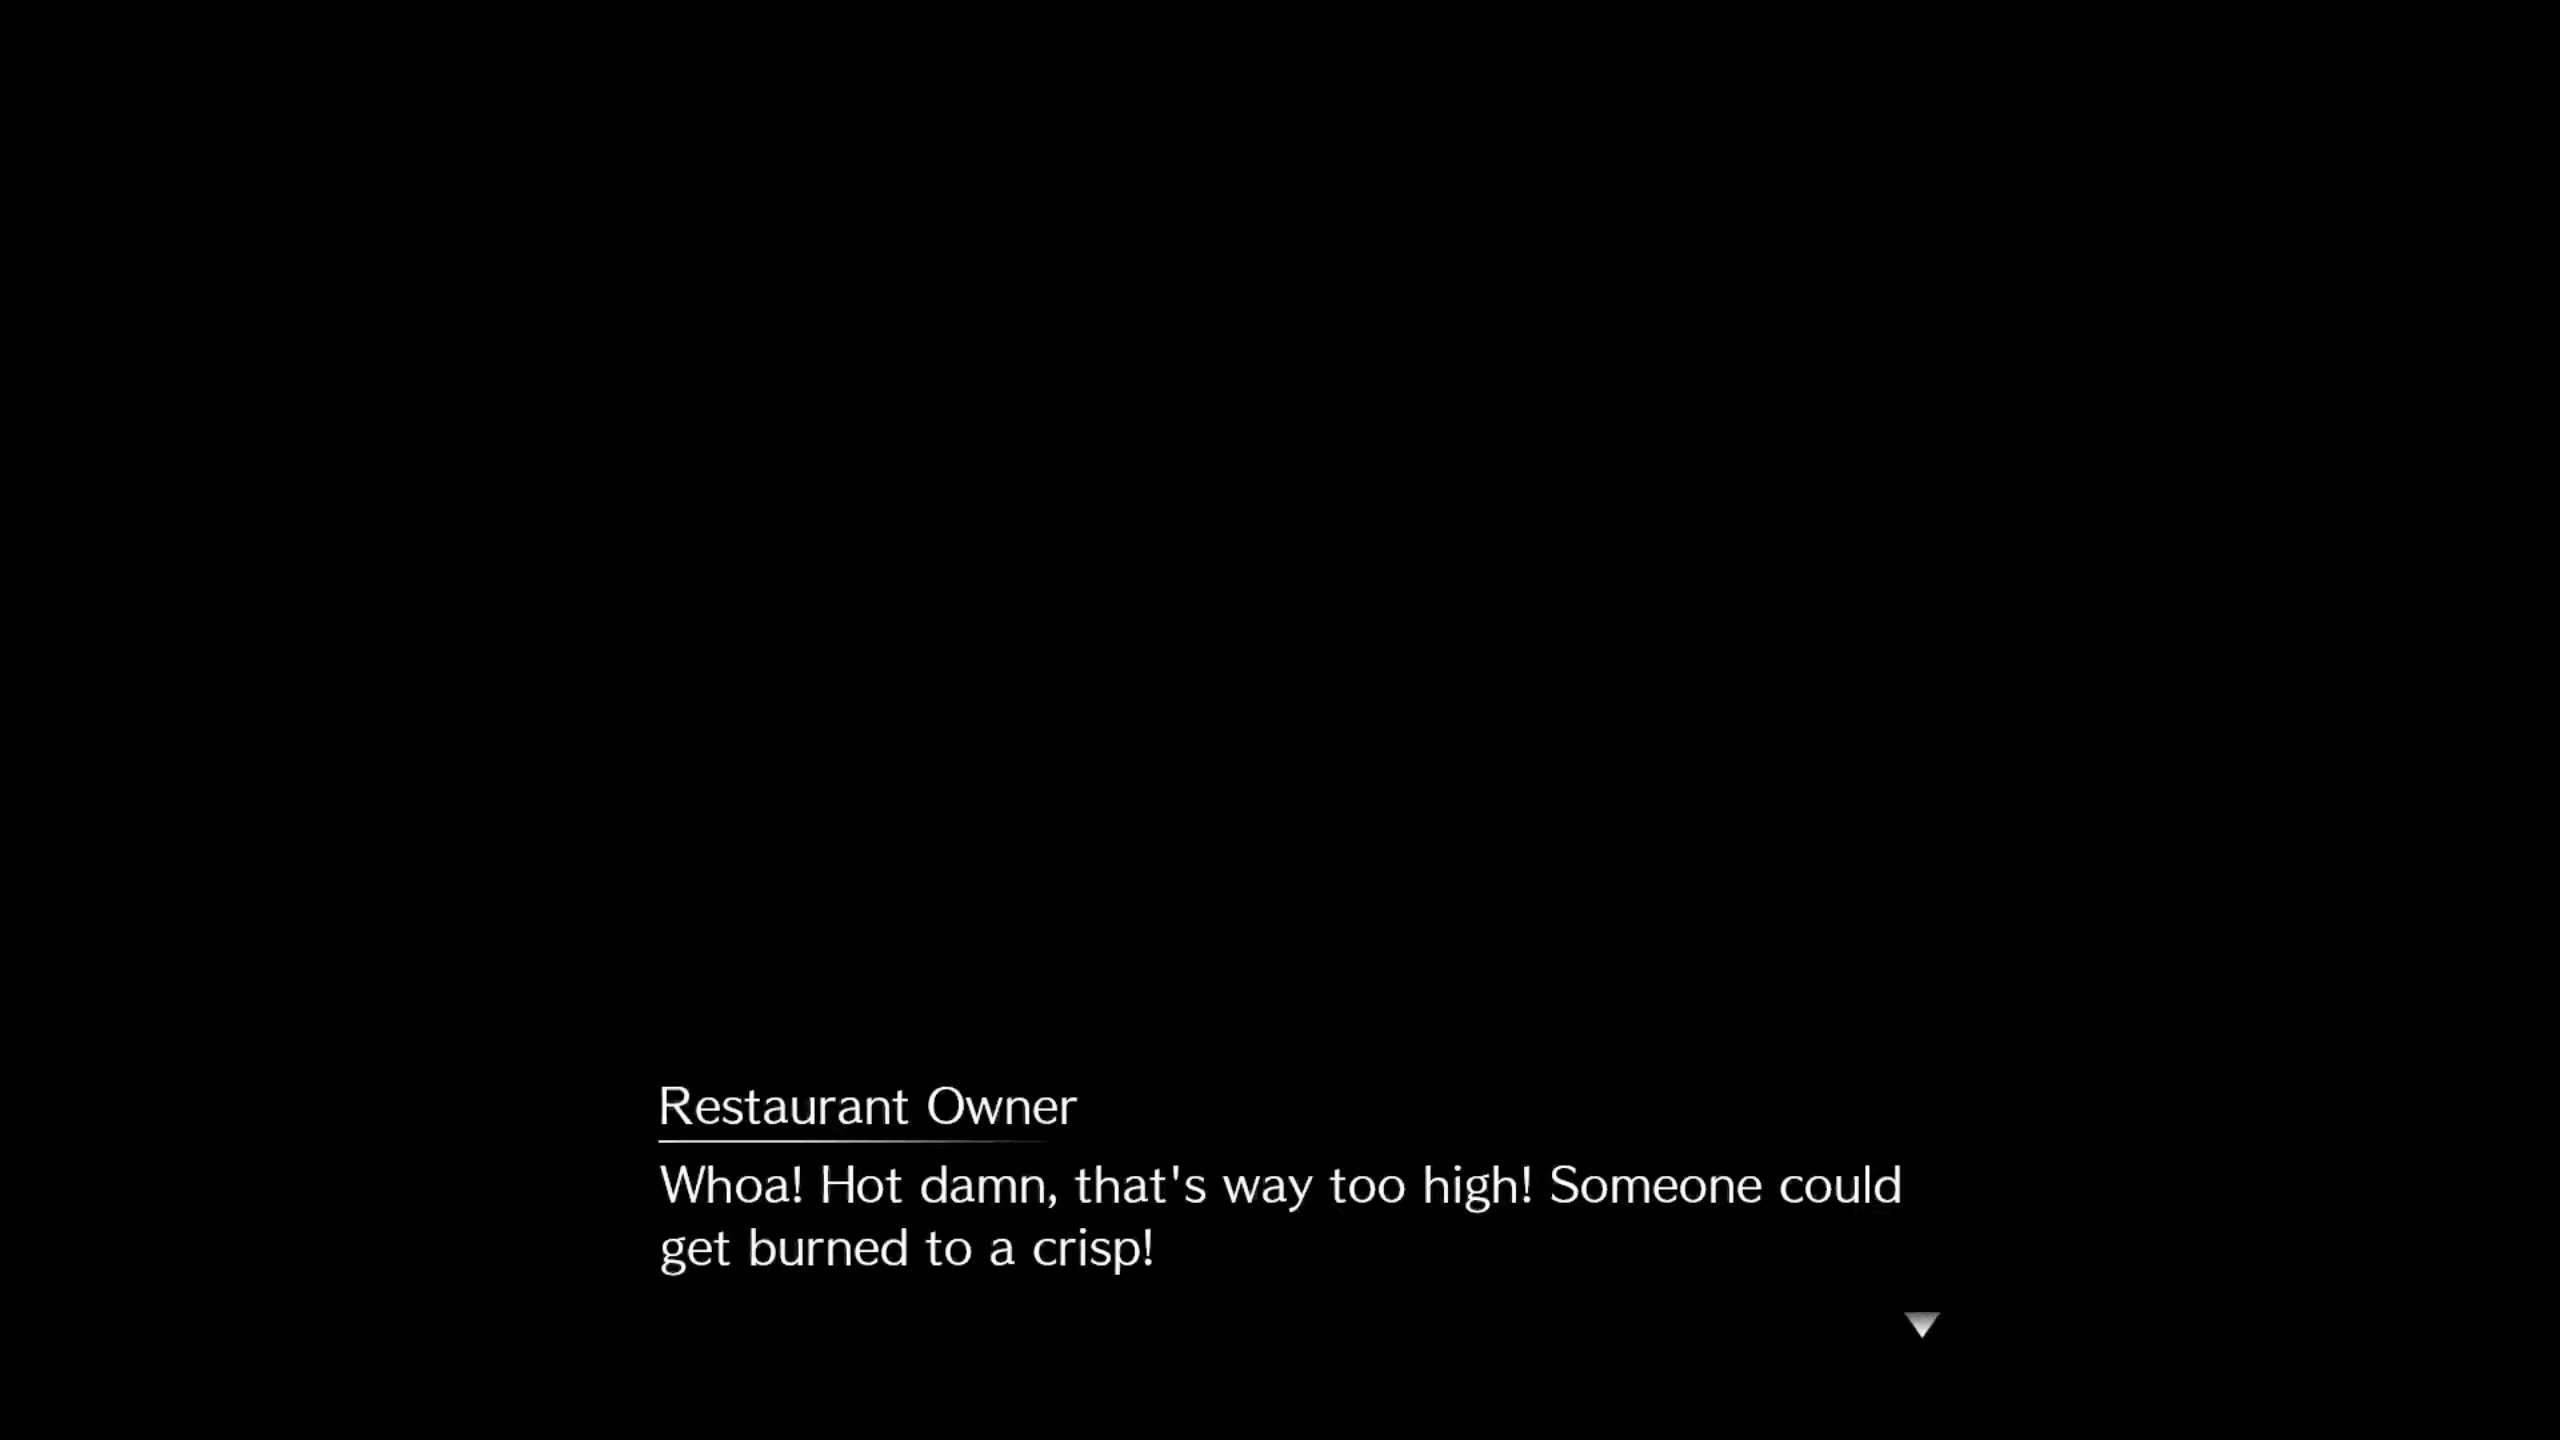 Restaurant Owner
Whoa! Hot damn, that's way too high! Someone could
get burned to a crisp!